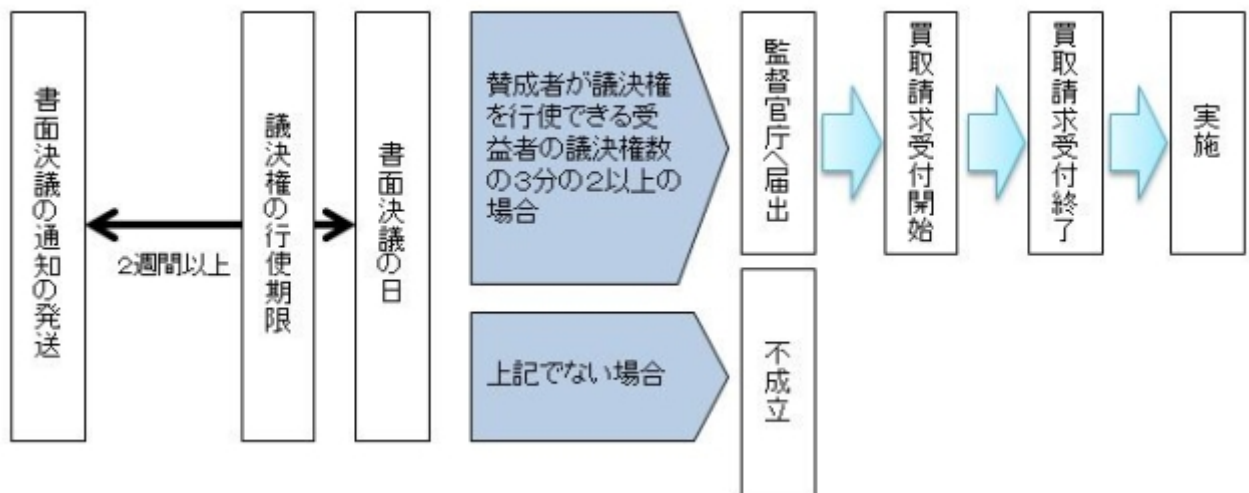 書面決議の通知の発送
2週間以上
議決権の行使期限
書面決議の日
賛成者が議決権
を行使できる受
益者の議決権数
の3分の2以上の
場合
監督官庁へ届出
買取請求受付開始
買取請求受付終了
実施
上記でない場合
不成立